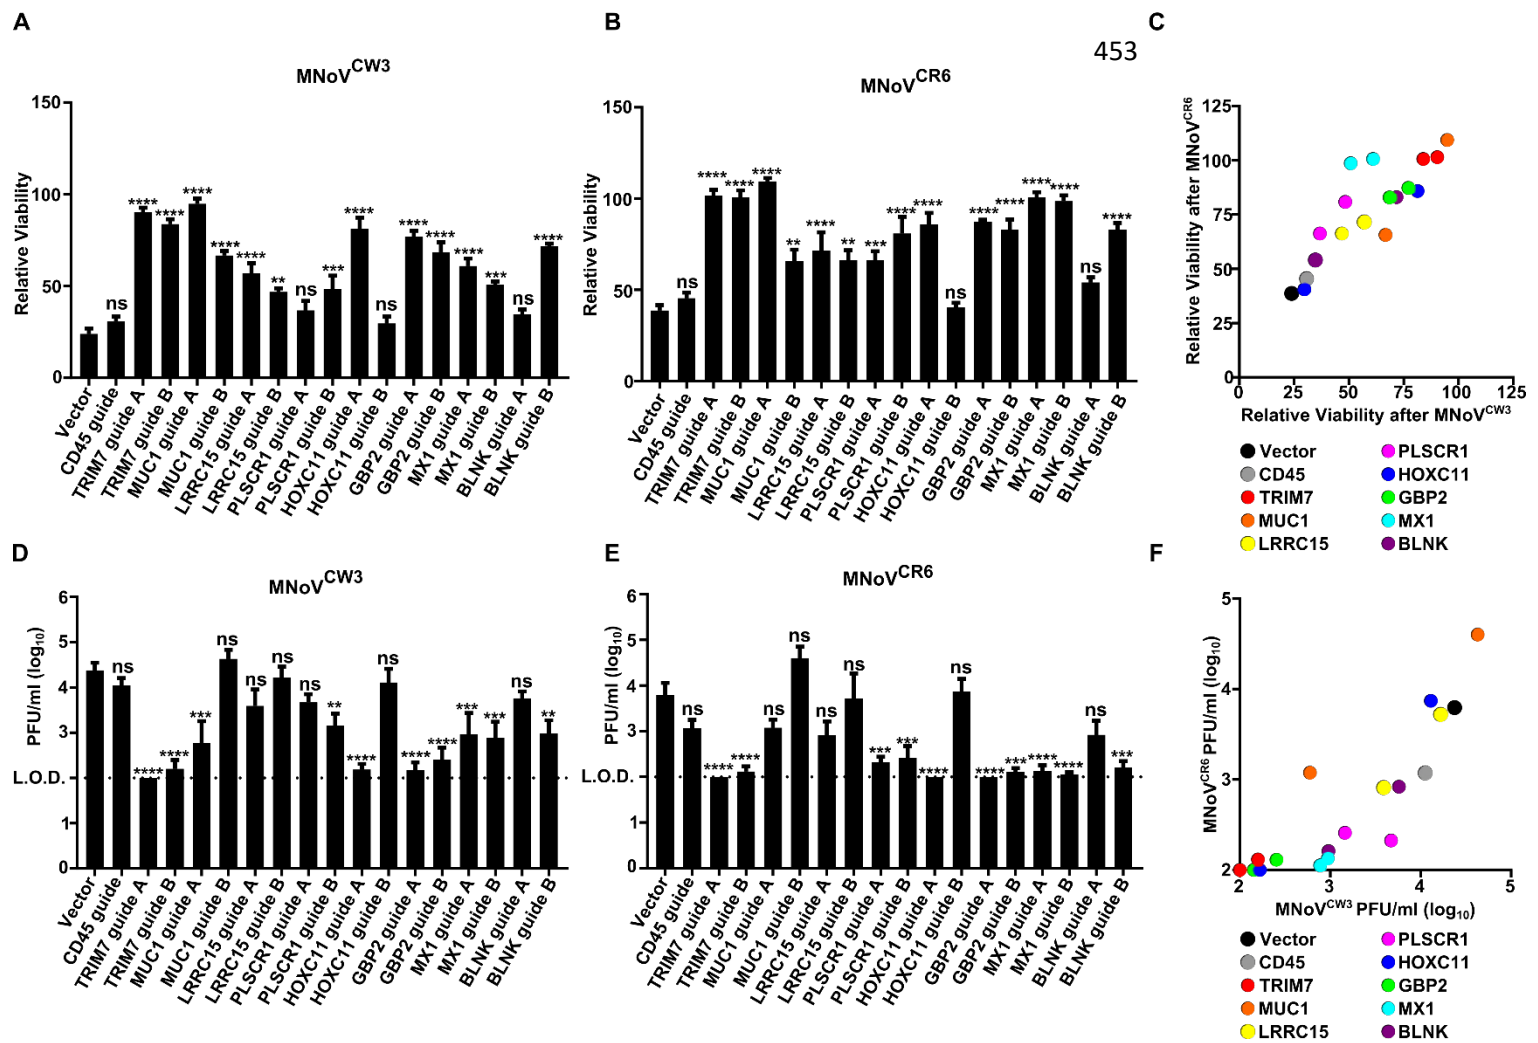 A
MNoV^CW3
Relative Viability
150
100
50
0
ns
****
****
****
****
****
**
ns
***
****
ns
****
****
****
***
ns
****
Vector
CD45 guide
TRIM7 guide A
TRIM7 guide B
MUC1 guide A
MUC1 guide B
LRRC15 guide A
LRRC15 guide B
PLSCR1 guide A
PLSCR1 guide B
HOXC11 guide A
HOXC11 guide B
GBP2 guide A
GBP2 guide B
MX1 guide A
MX1 guide B
BLNK guide A
BLNK guide B
B
453
MNoV^CR6
Relative Viability
150
100
50
0
ns
****
****
****
**
****
**
***
****
****
ns
****
****
****
****
ns
****
Vector
CD45 guide
TRIM7 guide A
TRIM7 guide B
MUC1 guide A
MUC1 guide B
LRRC15 guide A
LRRC15 guide B
PLSCR1 guide A
PLSCR1 guide B
HOXC11 guide A
HOXC11 guide B
GBP2 guide A
GBP2 guide B
MX1 guide A
MX1 guide B
BLNK guide A
BLNK guide B
C
Relative Viability after MNoV^CR6
125
100
75
50
25
0
0 25 50 75 100 125
Relative Viability after MNoV^CW3
Vector
CD45
TRIM7
MUC1
LRRC15
PLSCR1
HOXC11
GBP2
MX1
BLNK
D
MNoV^CW3
PFU/ml (log₁₀)
6
5
4
3
L.O.D.
1
0
ns
****
****
***
ns
ns
ns
ns
**
****
ns
****
****
***
***
ns
**
Vector
CD45 guide
TRIM7 guide A
TRIM7 guide B
MUC1 guide A
MUC1 guide B
LRRC15 guide A
LRRC15 guide B
PLSCR1 guide A
PLSCR1 guide B
HOXC11 guide A
HOXC11 guide B
GBP2 guide A
GBP2 guide B
MX1 guide A
MX1 guide B
BLNK guide A
BLNK guide B
E
MNoV^CR6
PFU/ml (log₁₀)
6
5
4
3
L.O.D.
1
0
ns
****
****
ns
ns
ns
ns
***
***
****
ns
****
***
****
****
ns
***
Vector
CD45 guide
TRIM7 guide A
TRIM7 guide B
MUC1 guide A
MUC1 guide B
LRRC15 guide A
LRRC15 guide B
PLSCR1 guide A
PLSCR1 guide B
HOXC11 guide A
HOXC11 guide B
GBP2 guide A
GBP2 guide B
MX1 guide A
MX1 guide B
BLNK guide A
BLNK guide B
F
MNoV^CR6 PFU/ml (log₁₀)
5
4
3
2
2 3 4 5
MNoV^CW3 PFU/ml (log₁₀)
Vector
CD45
TRIM7
MUC1
LRRC15
PLSCR1
HOXC11
GBP2
MX1
BLNK